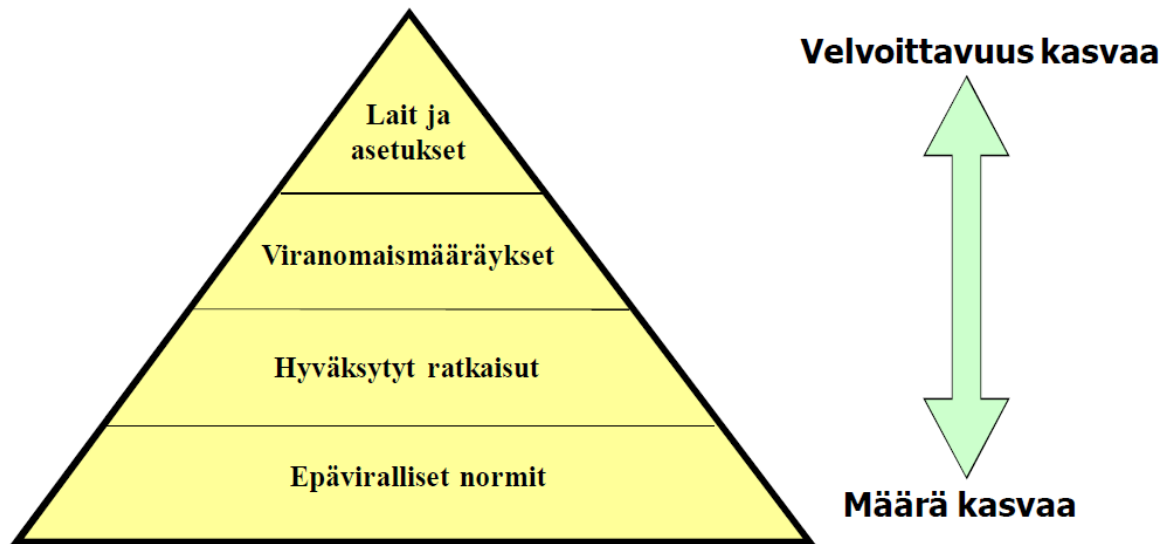 Lait ja
asetukset
Viranomaismääräykset
Hyväksytyt ratkaisut
Epäviralliset normit
Velvoittavuus kasvaa
Määrä kasvaa